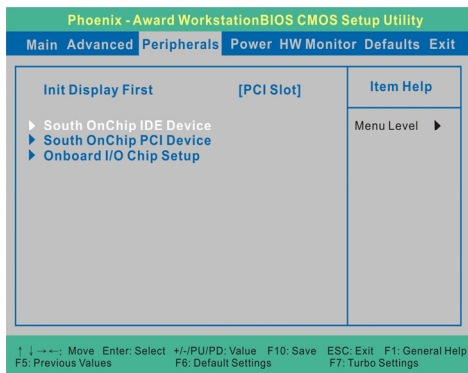 Phoenix - Award WorkstationBIOS CMOS Setup Utility
Main Advanced Peripherals Power HW Monitor Defaults Exit
Init Display First [PCI Slot]
Item Help
South OnChip IDE Device
Menu Level
South OnChip PCI Device
Onboard I/O Chip Setup
↑↓→←: Move Enter: Select +/-/PU/PD: Value F10: Save ESC: Exit F1: General Help
F5: Previous Values F6: Default Settings F7: Turbo Settings